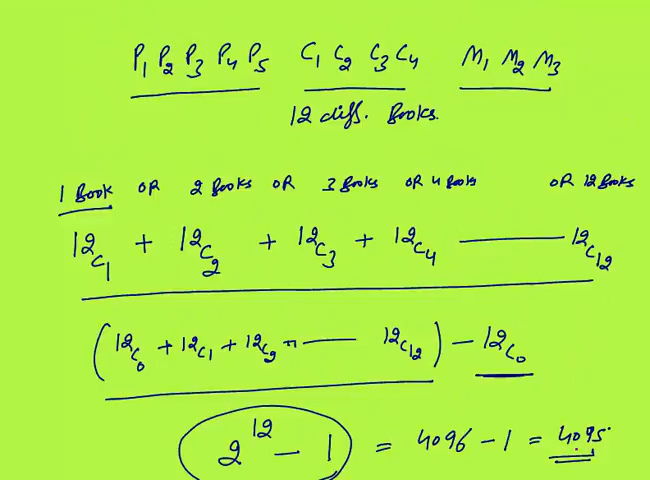 P₁ P₂ P₃ P₄ P₅ C₁ C₂ C₃ C₄ M₁ M₂ M₃
12 diff. Books.
1 Book OR 2 Books OR 3 Books OR 4 Books OR 12 Books
12C₁ + 12C₂ + 12C₃ + 12C₄ —— 12C₁₂
(12C₀ + 12C₁ + 12C₂ —— 12C₁₂) – 12C₀
2¹² – 1 = 4096 – 1 = 4095